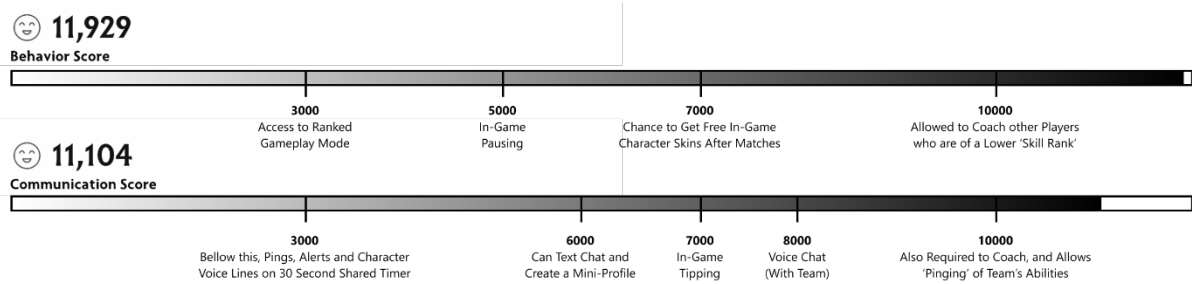 11,929
Behavior Score
3000 5000 7000 10000
Access to Ranked In-Game Chance to Get Free In-Game Allowed to Coach other Players
Gameplay Mode Pausing Character Skins After Matches who are of a Lower ‘Skill Rank’
11,104
Communication Score
3000 6000 7000 8000 10000
Bellow this, Pings, Alerts and Character Can Text Chat and In-Game Voice Chat Also Required to Coach, and Allows
Voice Lines on 30 Second Shared Timer Create a Mini-Profile Tipping (With Team) ‘Pinging’ of Team’s Abilities